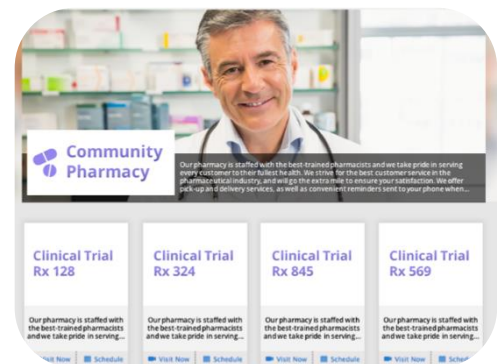 Community
Pharmacy
Our pharmacy is staffed with the best-trained pharmacists and we take pride in serving
every customer to their fullest health. We strive for the best customer service in the
pharmaceutical industry, and will go the extra mile to ensure your satisfaction. We offer
pick-up and delivery services, as well as convenient reminders sent to your phone when...
Clinical Trial
Rx 128
Our pharmacy is staffed with
the best-trained pharmacists
and we take pride in serving...
Visit Now Schedule
Clinical Trial
Rx 324
Our pharmacy is staffed with
the best-trained pharmacists
and we take pride in serving...
Visit Now Schedule
Clinical Trial
Rx 845
Our pharmacy is staffed with
the best-trained pharmacists
and we take pride in serving...
Visit Now Schedule
Clinical Trial
Rx 569
Our pharmacy is staffed with
the best-trained pharmacists
and we take pride in serving...
Visit Now